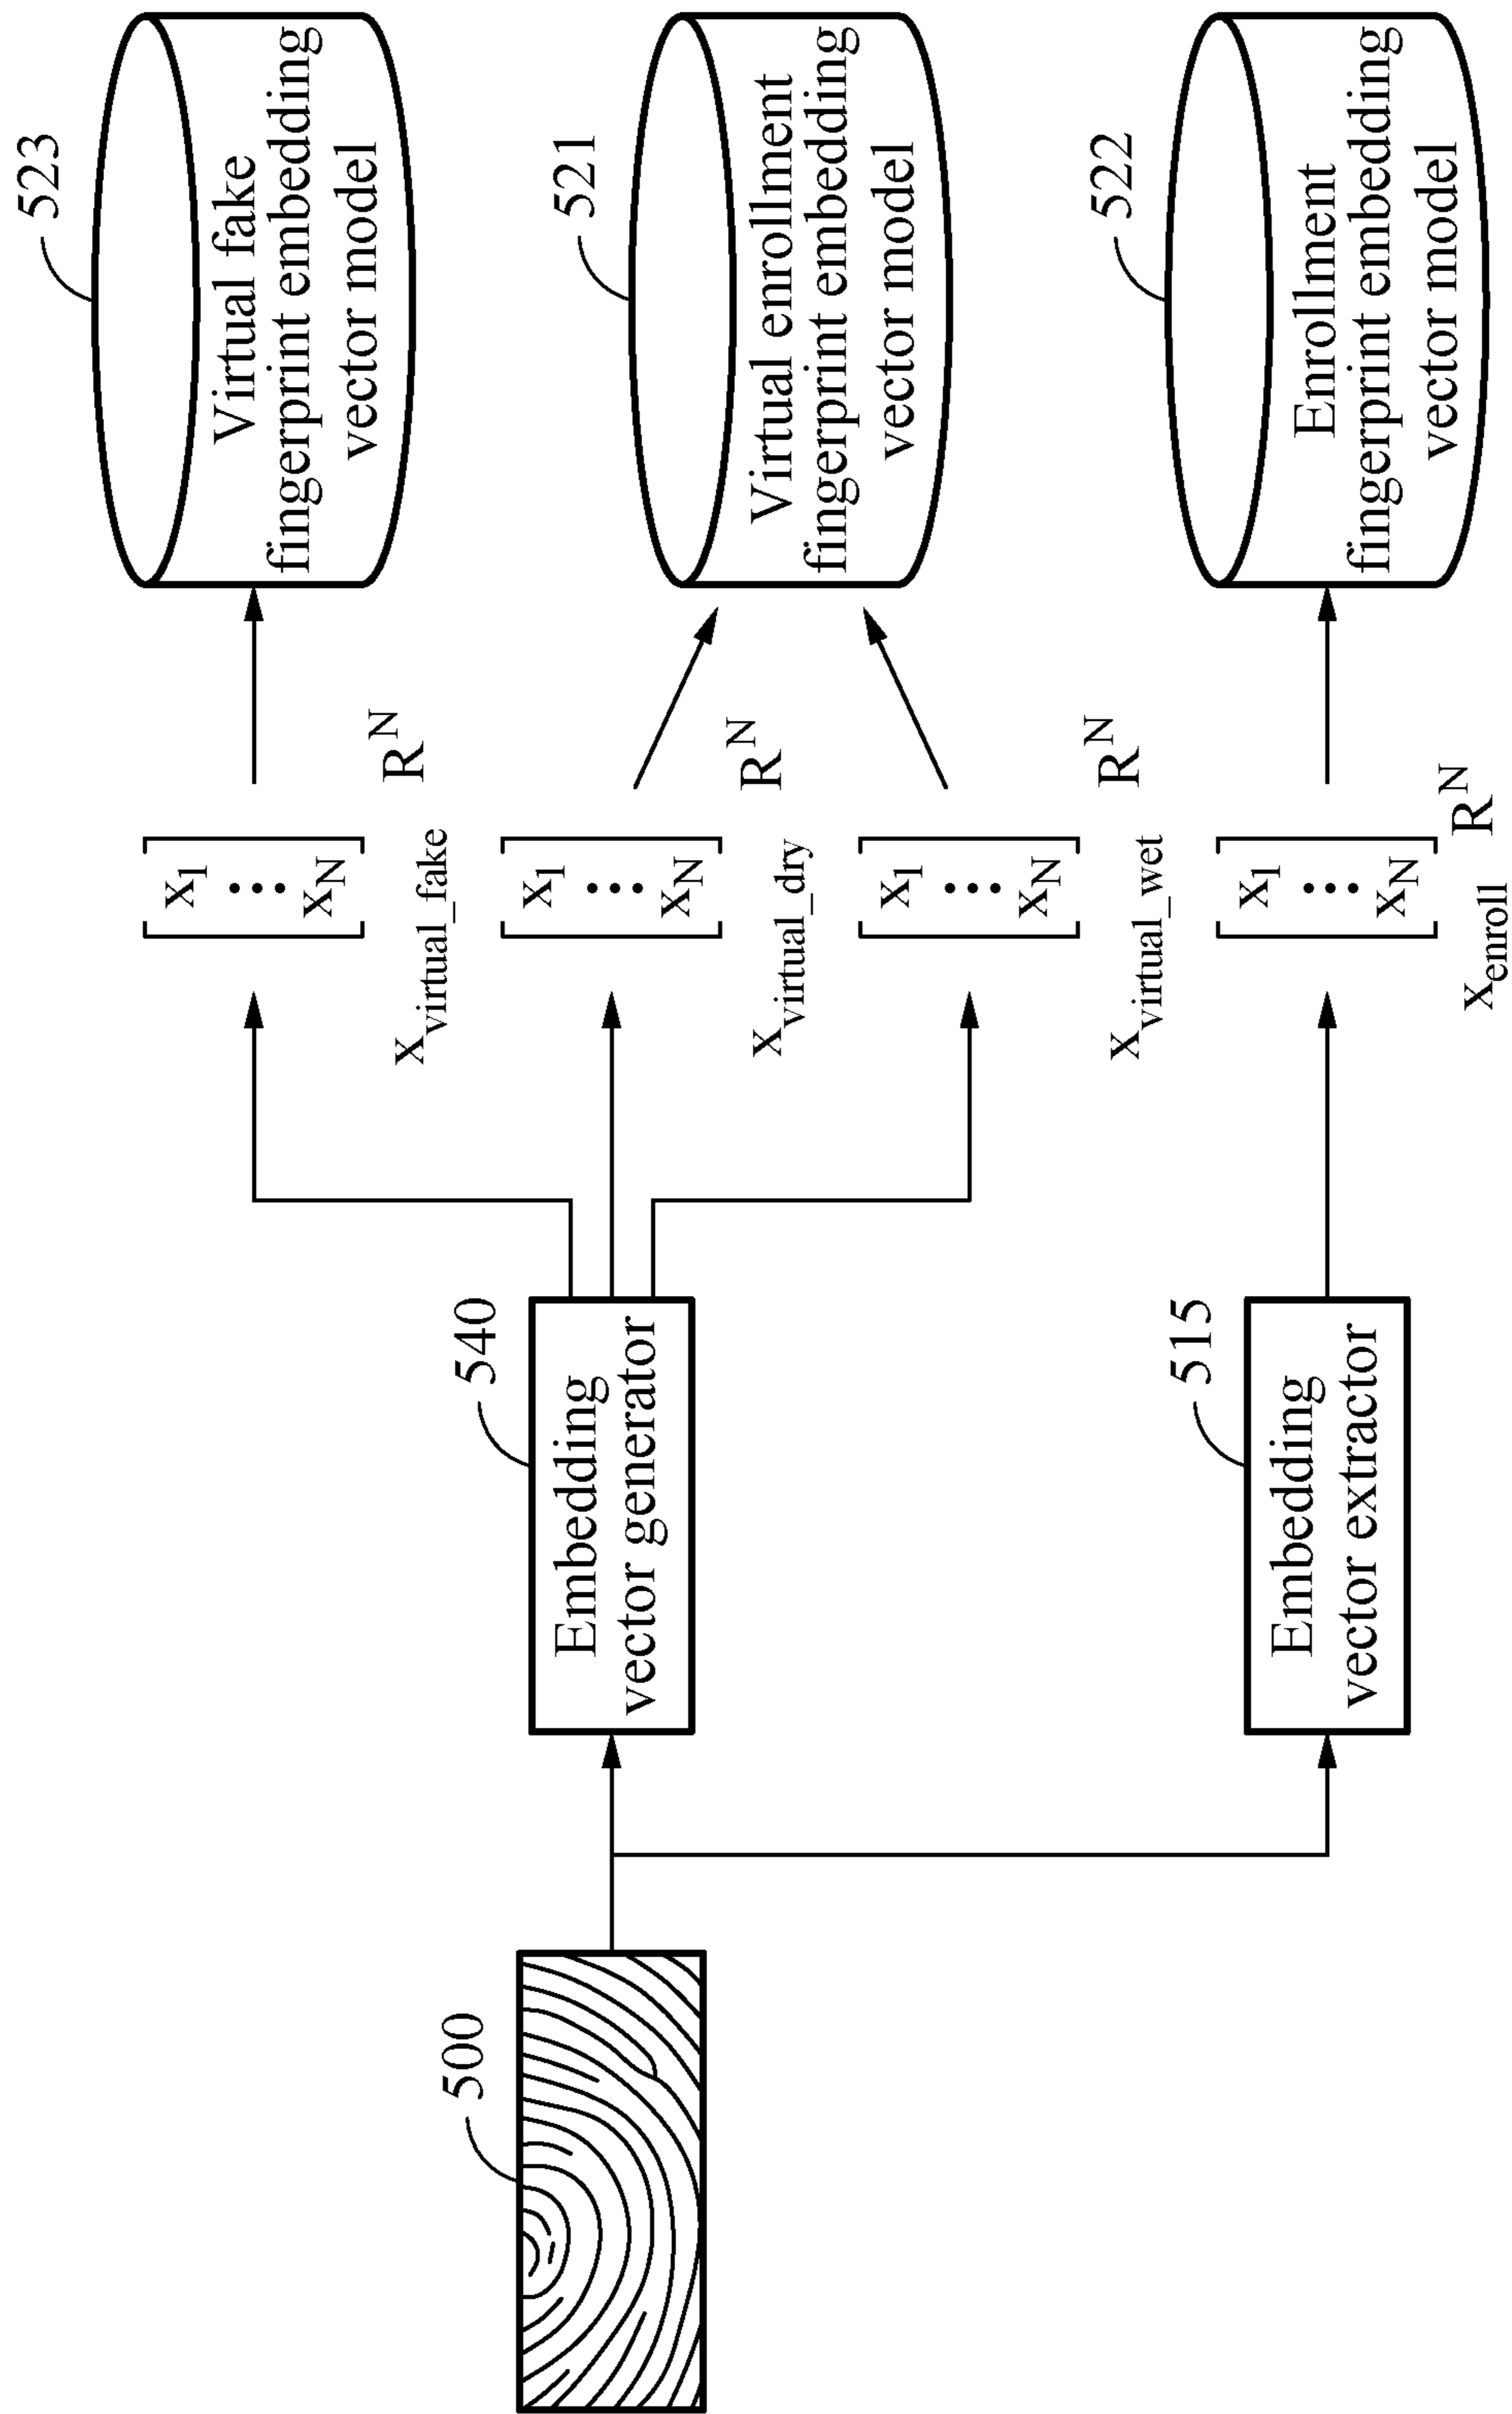 500
540
Embedding
vector generator
515
Embedding
vector extractor
x1
xN
RN
xvirtual_fake
x1
xN
RN
xvirtual_dry
x1
xN
RN
xvirtual_wet
x1
xN
RN
xenroll
523
Virtual fake
fingerprint embedding
vector model
521
Virtual enrollment
fingerprint embedding
vector model
522
Enrollment
fingerprint embedding
vector model